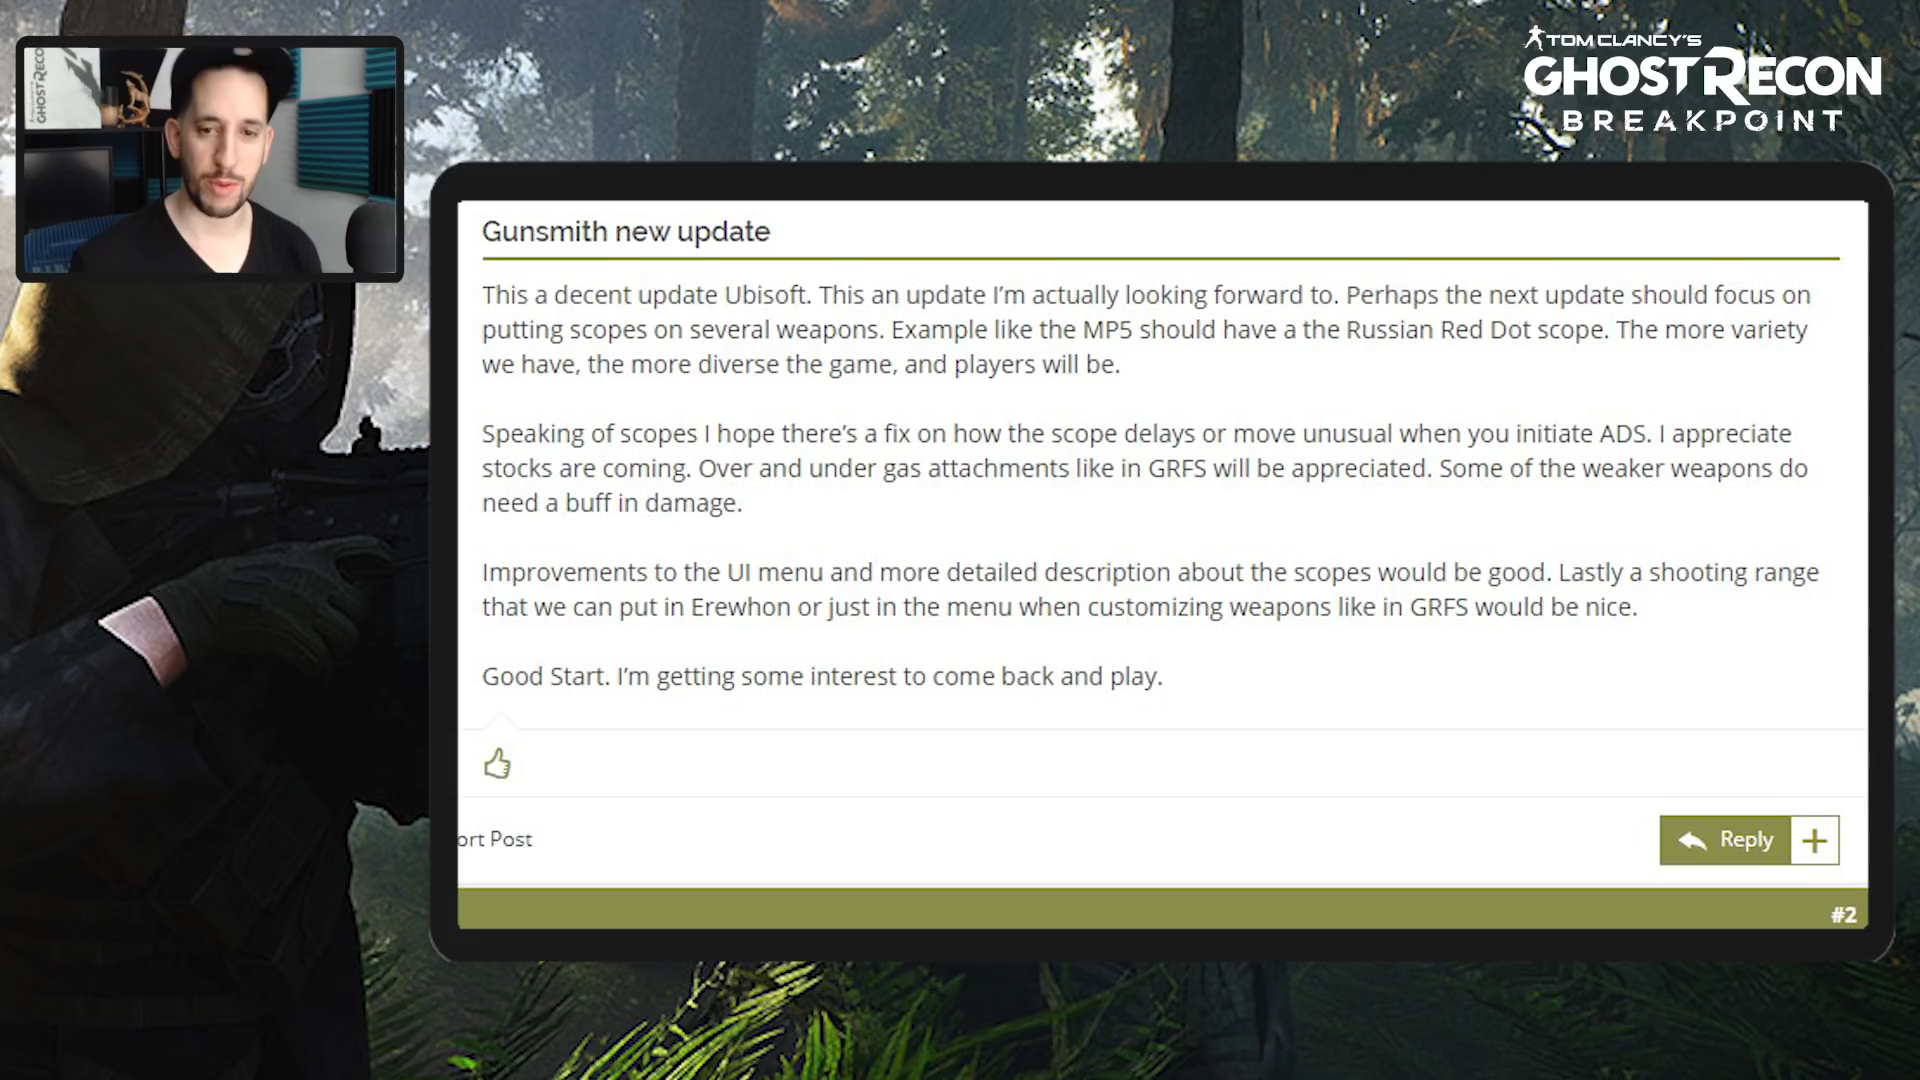 GHOST RECON
TOM CLANCY'S
GHOST RECON
BREAKPOINT
Gunsmith new update
This a decent update Ubisoft. This an update I'm actually looking forward to. Perhaps the next update should focus on
putting scopes on several weapons. Example like the MP5 should have a the Russian Red Dot scope. The more variety
we have, the more diverse the game, and players will be.
Speaking of scopes I hope there's a fix on how the scope delays or move unusual when you initiate ADS. I appreciate
stocks are coming. Over and under gas attachments like in GRFS will be appreciated. Some of the weaker weapons do
need a buff in damage.
Improvements to the UI menu and more detailed description about the scopes would be good. Lastly a shooting range
that we can put in Erewhon or just in the menu when customizing weapons like in GRFS would be nice.
Good Start. I'm getting some interest to come back and play.
ort Post
Reply
#2